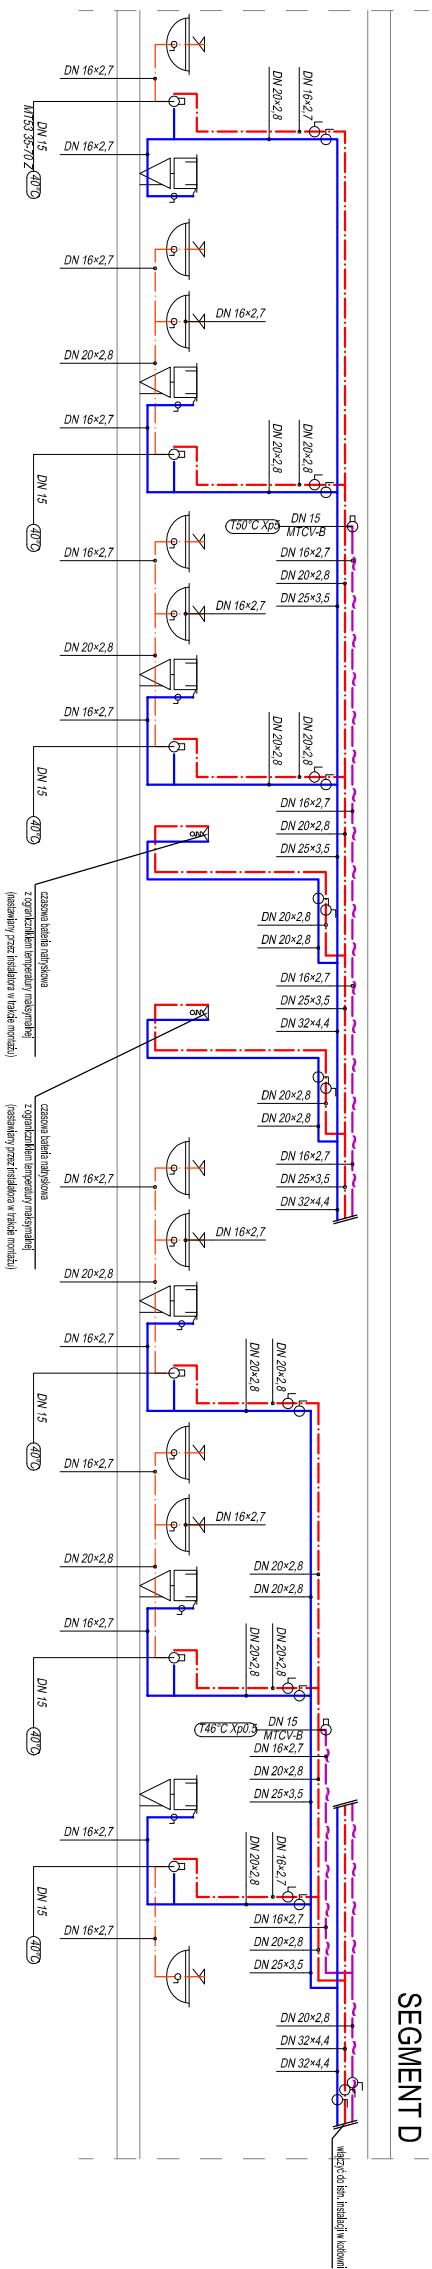 DN 16×2,7
DN 15
MT53 35-70 Z
40°C
DN 16×2,7
DN 20×2,8
DN 16×2,7
DN 16×2,7
DN 16×2,7
DN 20×2,8
DN 16×2,7
DN 20×2,8
DN 20×2,8
DN 15
40°C
T50°C Xp5
DN 15
MTCV-B
DN 16×2,7
DN 16×2,7
DN 20×2,8
DN 25×3,5
DN 16×2,7
DN 20×2,8
DN 16×2,7
DN 20×2,8
DN 20×2,8
DN 15
40°C
DN 16×2,7
DN 20×2,8
DN 25×3,5
czasowa bateria natryskowa
z ogranicznikiem temperatury maksymalnej
(nastawiany przez instalatora w trakcie montażu)
DN 20×2,8
DN 20×2,8
DN 16×2,7
DN 25×3,5
DN 32×4,4
DN 20×2,8
DN 20×2,8
czasowa bateria natryskowa
z ogranicznikiem temperatury maksymalnej
(nastawiany przez instalatora w trakcie montażu)
DN 16×2,7
DN 25×3,5
DN 32×4,4
DN 16×2,7
DN 16×2,7
DN 20×2,8
DN 16×2,7
DN 20×2,8
DN 20×2,8
DN 15
40°C
DN 16×2,7
DN 16×2,7
DN 20×2,8
DN 20×2,8
DN 20×2,8
DN 16×2,7
DN 20×2,8
DN 20×2,8
DN 15
40°C
T46°C Xp0.5
DN 15
MTCV-B
DN 16×2,7
DN 20×2,8
DN 25×3,5
DN 16×2,7
DN 20×2,8
DN 16×2,7
DN 15
40°C
DN 16×2,7
DN 16×2,7
DN 20×2,8
DN 25×3,5
DN 20×2,8
DN 32×4,4
DN 32×4,4
SEGMENT D
włączyć do istn. instalacji w kotłowni